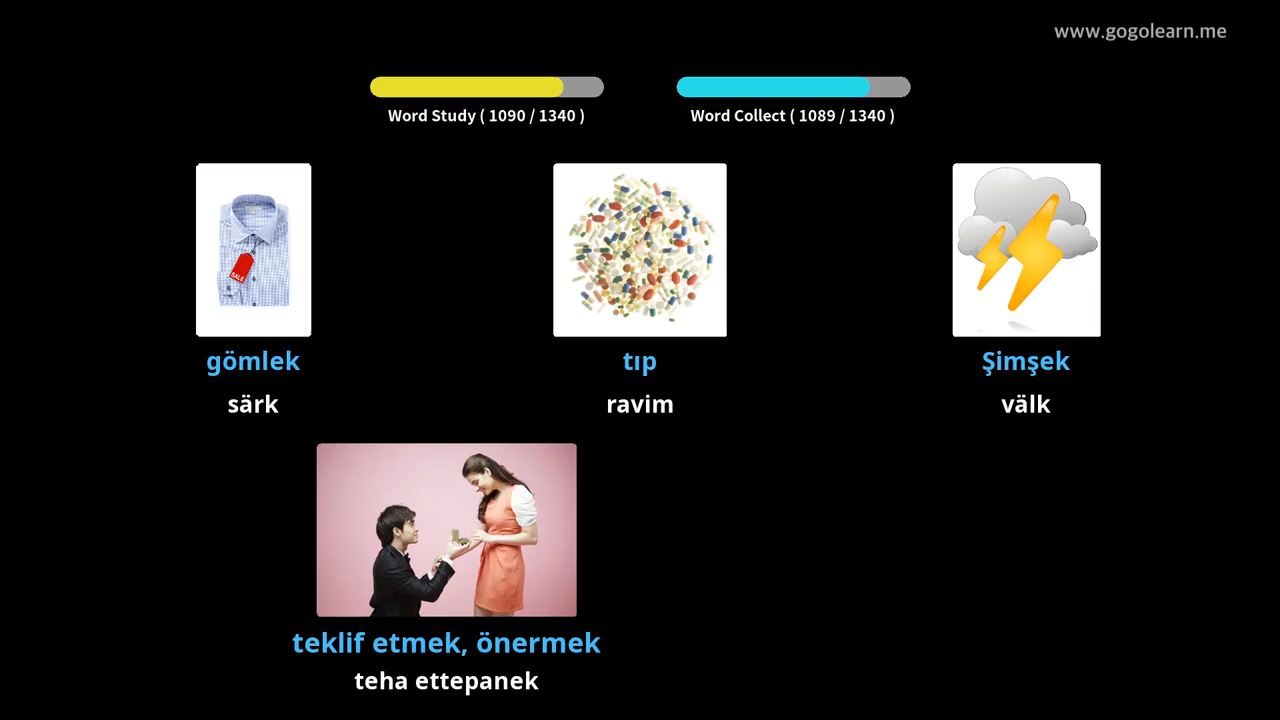 www.gogolearn.me
Word Study ( 1090 / 1340 )
Word Collect ( 1089 / 1340 )
SALE
gömlek
tıp
Şimşek
särk
ravim
välk
teklif etmek, önermek
teha ettepanek